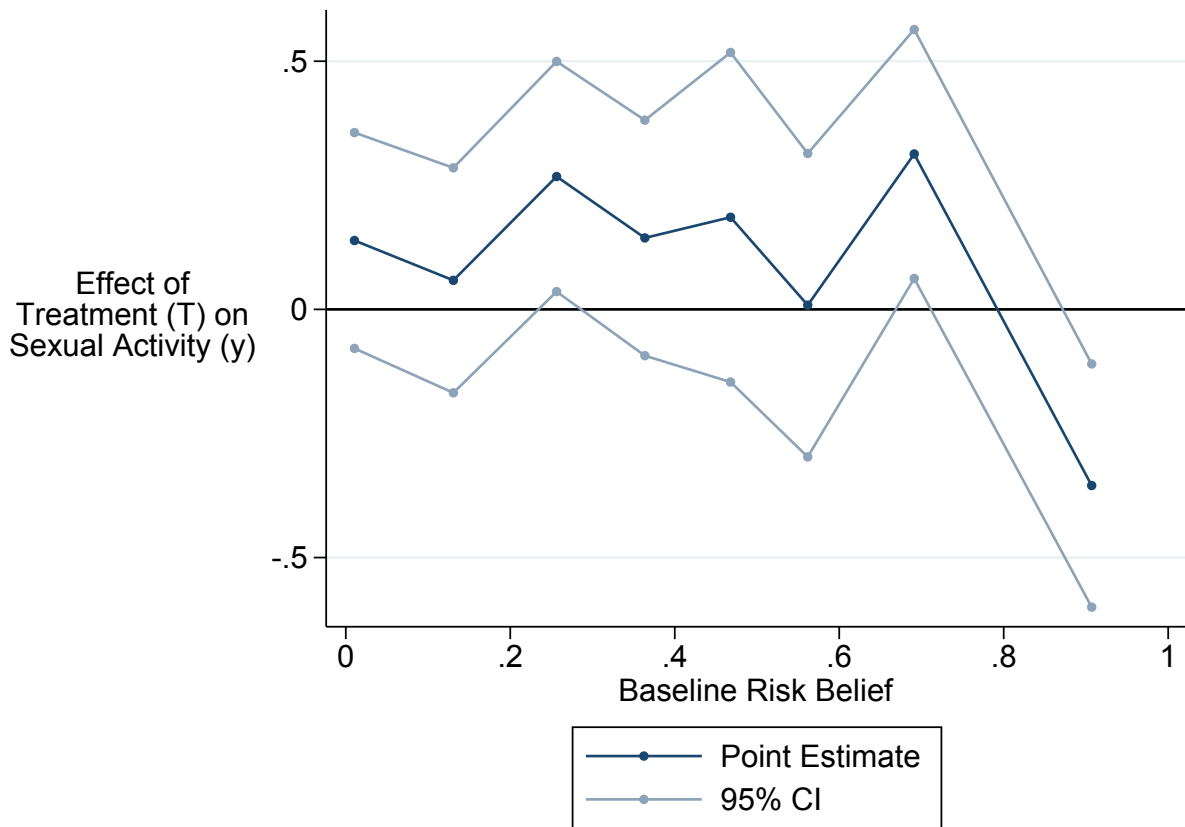 .5
0
-.5
Effect of
Treatment (T) on
Sexual Activity (y)
0 .2 .4 .6 .8 1
Baseline Risk Belief
Point Estimate
95% CI